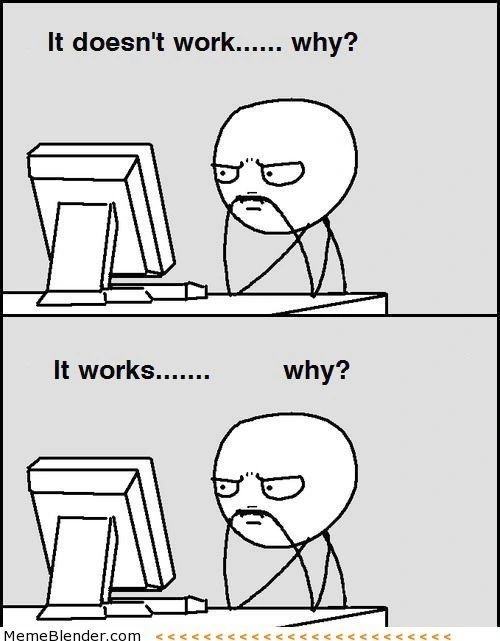 It doesn't work...... why?
It works....... why?
MemeBlender.com < < < < < < < < < < < < < < < < < < < < < < < <